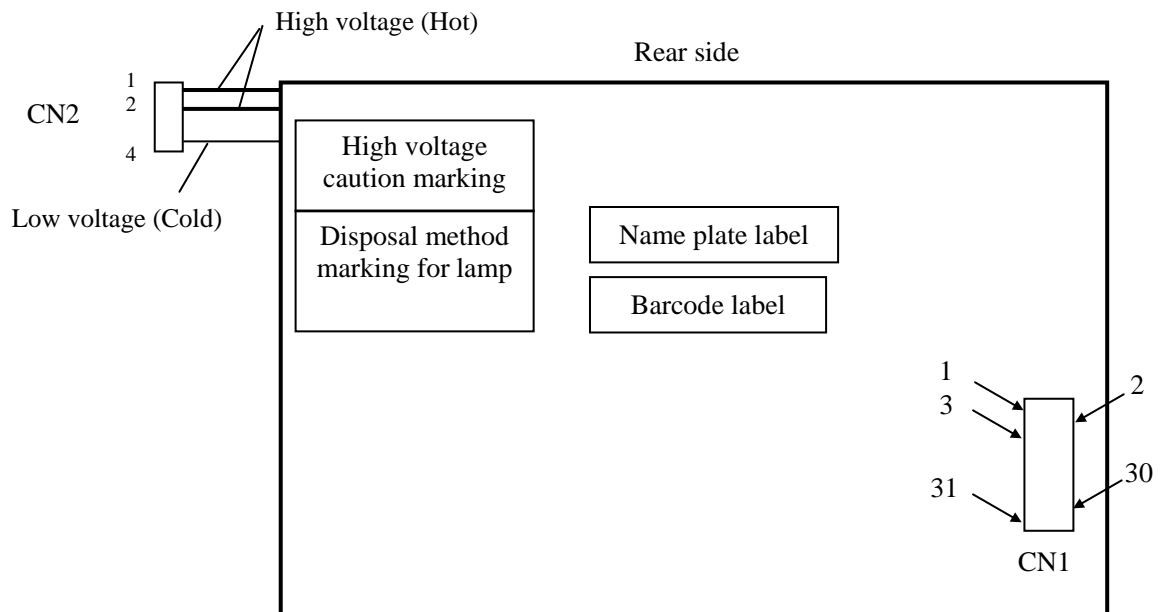 High voltage (Hot)
Rear side
1
2
CN2
4
High voltage
caution marking
Low voltage (Cold)
Disposal method
marking for lamp
Name plate label
Barcode label
1
2
3
31
30
CN1